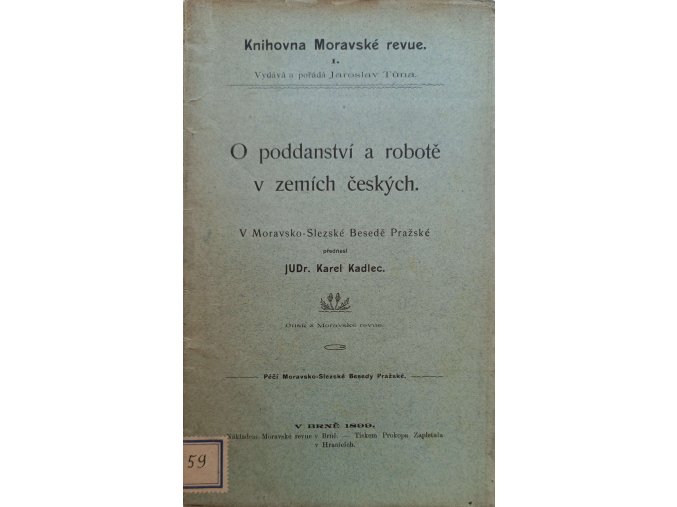 Knihovna Moravské revue.
I.
Vydává a pořádá Jaroslav Tůma.
O poddanství a robotě
v zemích českých.
V Moravsko-Slezské Besedě Pražské
přednesl
JUDr. Karel Kadlec.
Otisk z Moravské revue.
Péčí Moravsko-Slezské Besedy Pražské.
V BRNĚ 1899.
Nákladem Moravské revue v Brně. — Tiskem Prokopa Zapletala
v Hranicích.
59